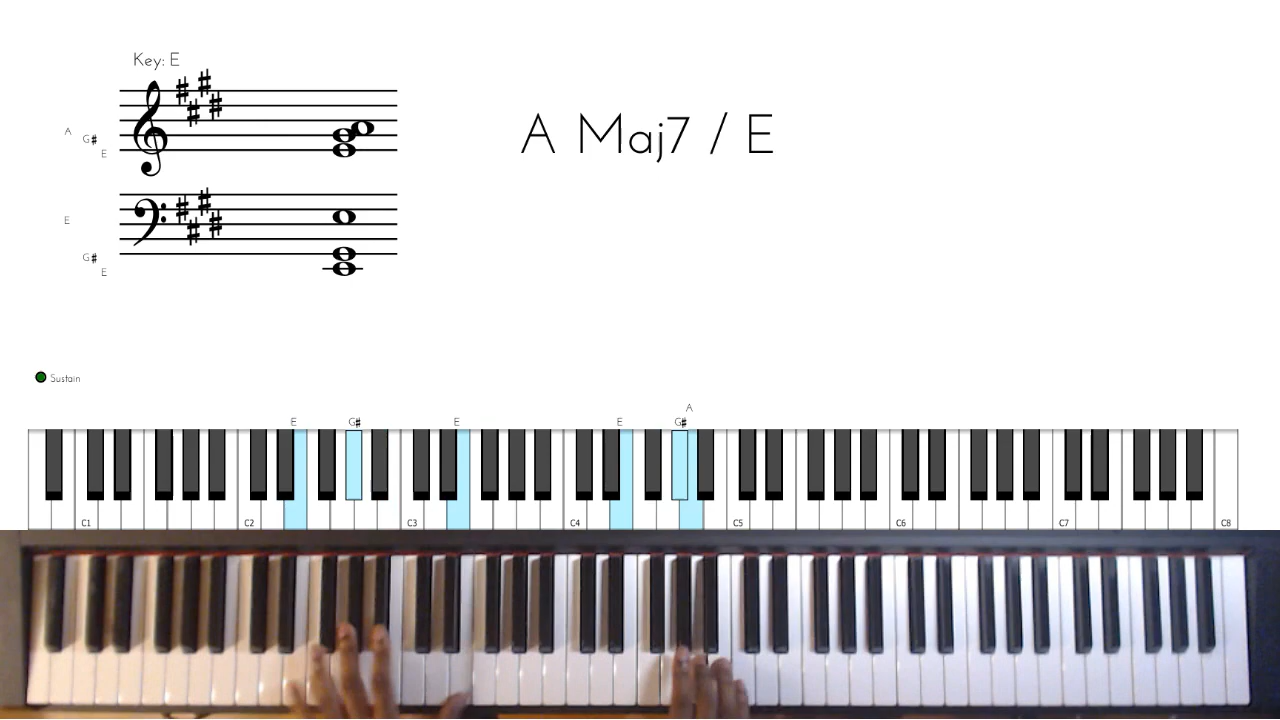 Key: E
A Maj7 / E
A
G#
E
E
G#
E
Sustain
A
E G# E E G#
C1 C2 C3 C4 C5 C6 C7 C8